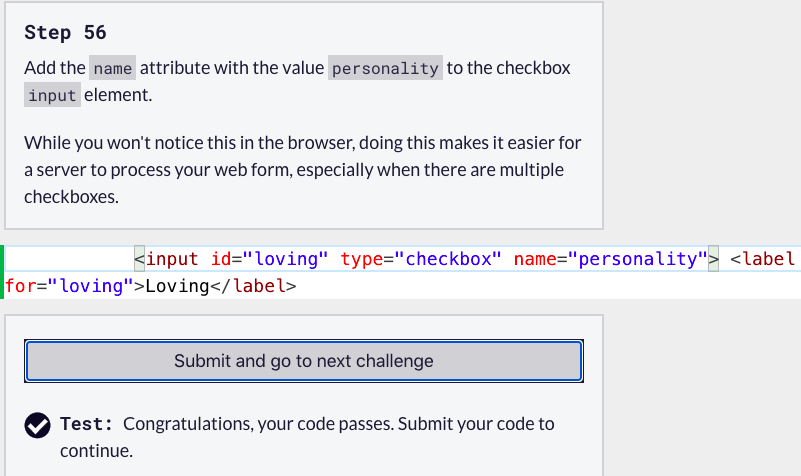 Step 56
Add the name attribute with the value personality to the checkbox
input element.
While you won't notice this in the browser, doing this makes it easier for
a server to process your web form, especially when there are multiple
checkboxes.
<input id="loving" type="checkbox" name="personality"> <label
for="loving">Loving</label>
Submit and go to next challenge
Test: Congratulations, your code passes. Submit your code to
continue.